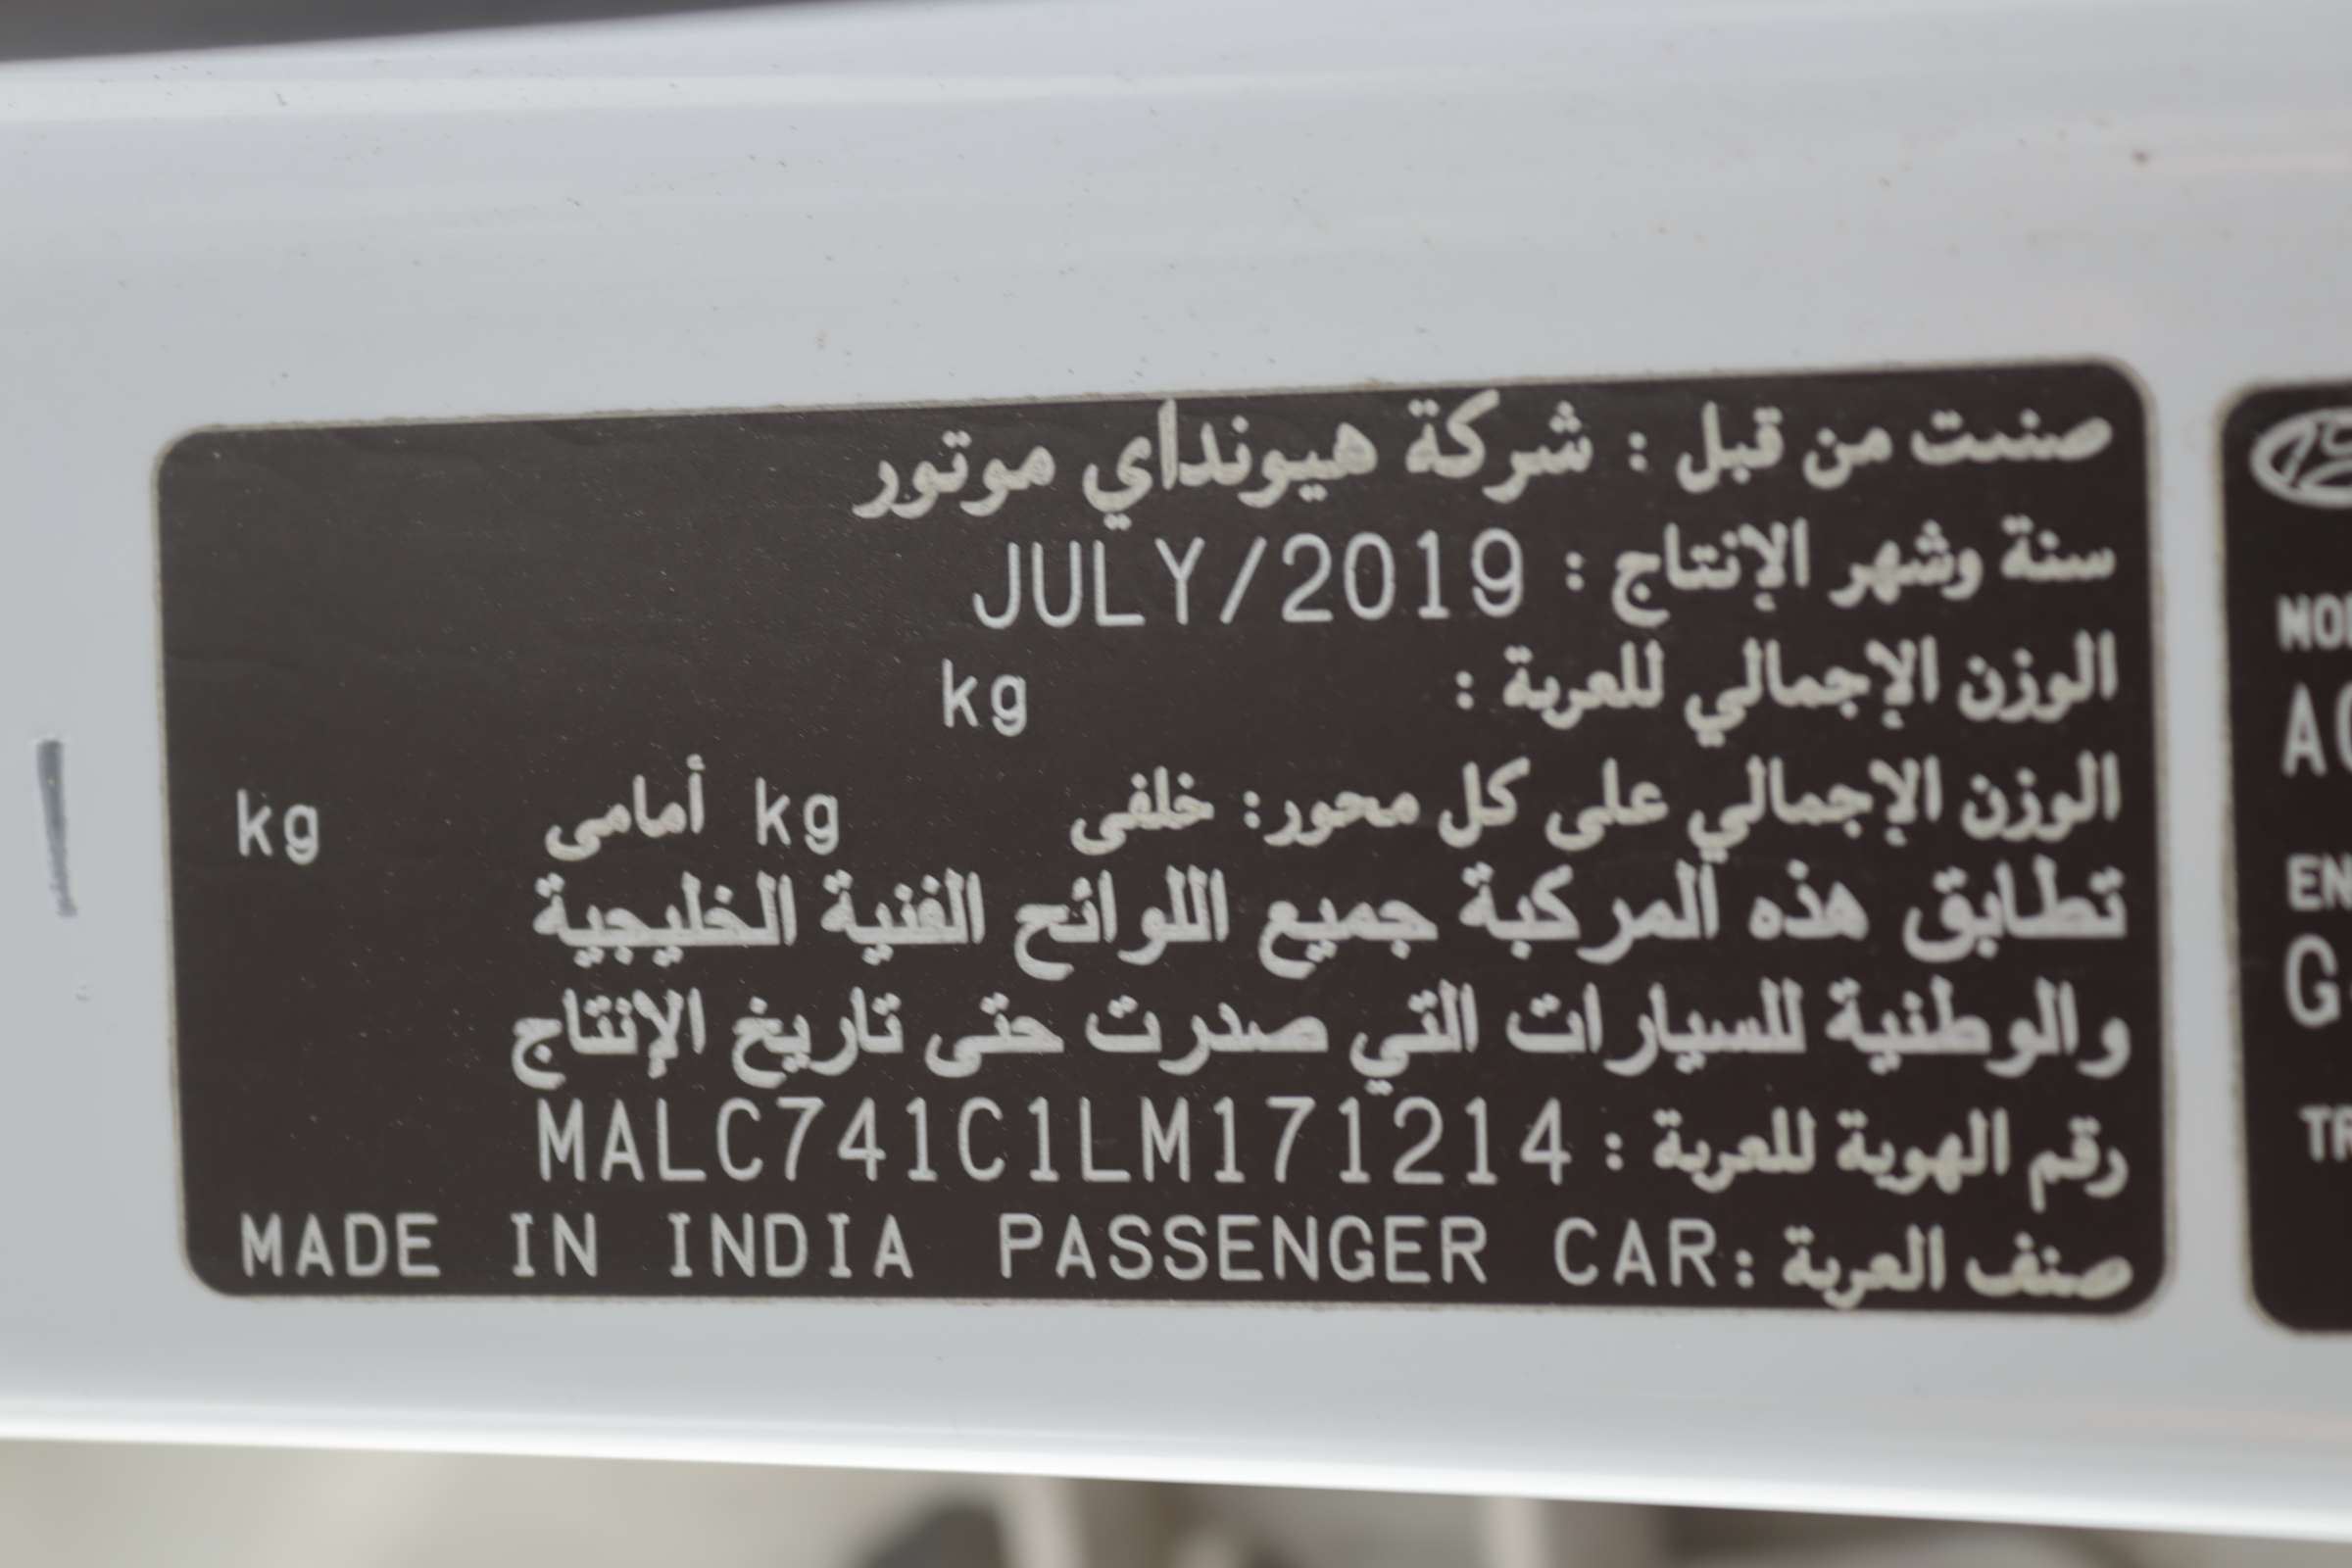 صنعت من قبل : شركة هيونداي موتور
سنة وشهر الإنتاج : JULY/2019
الوزن الإجمالي للعربة : kg
الوزن الإجمالي على كل محور: خلفى kg أمامى kg
تطابق هذه المركبة جميع اللوائح الفنية الخليجية
والوطنية للسيارات التي صدرت حتى تاريخ الإنتاج
رقم الهوية للعربة : MALC741C1LM171214
صنف العربة : MADE IN INDIA PASSENGER CAR